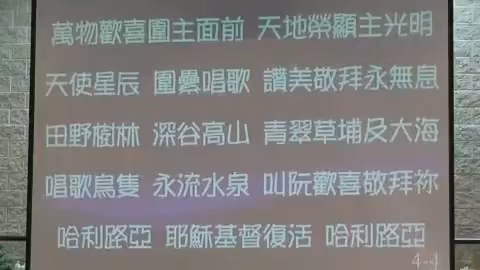 萬物歡喜圍主面前 天地榮顯主光明
天使星辰 圍纍唱歌 讚美敬拜永無息
田野樹林 深谷高山 青翠草埔及大海
唱歌鳥隻 永流水泉 叫阮歡喜敬拜祢
哈利路亞 耶穌基督復活 哈利路亞